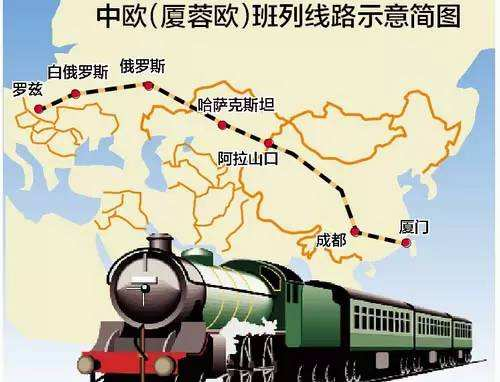 中欧(厦蓉欧)班列线路示意简图
俄罗斯
白俄罗斯
罗兹
哈萨克斯坦
阿拉山口
成都
厦门